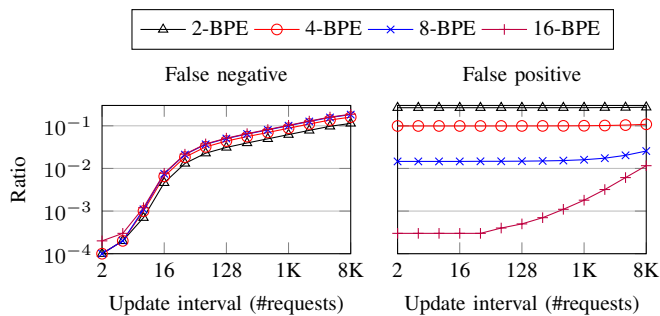 2-BPE 4-BPE 8-BPE 16-BPE
False negative
False positive
Ratio
10⁻¹
10⁻²
10⁻³
10⁻⁴
2 16 128 1K 8K
2 16 128 1K 8K
Update interval (#requests)
Update interval (#requests)